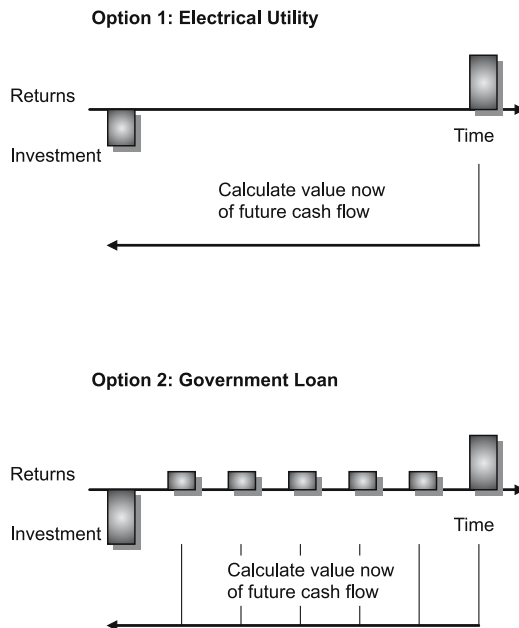 Option 1: Electrical Utility
Returns
Investment
Time
Calculate value now
of future cash flow
Option 2: Government Loan
Returns
Investment
Time
Calculate value now
of future cash flow